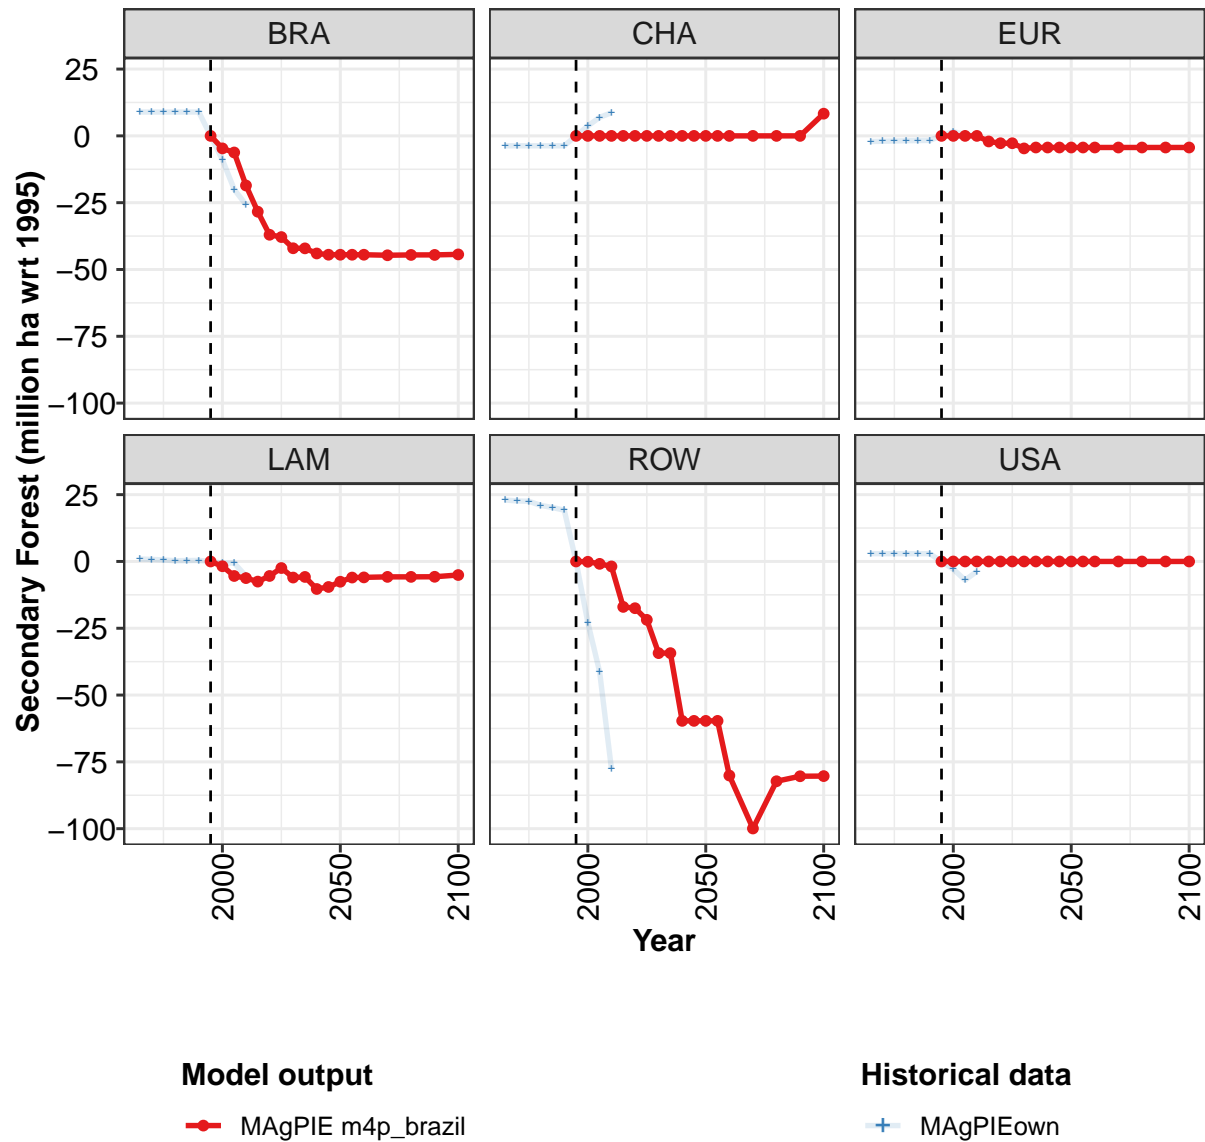 BRA CHA EUR
25
0
−25
−50
−75
−100
LAM ROW USA
25
0
−25
−50
−75
−100
Secondary Forest (million ha wrt 1995)
2000 2050 2100 2000 2050 2100 2000 2050 2100
Year
Model output Historical data
MAgPIE m4p_brazil MAgPIEown